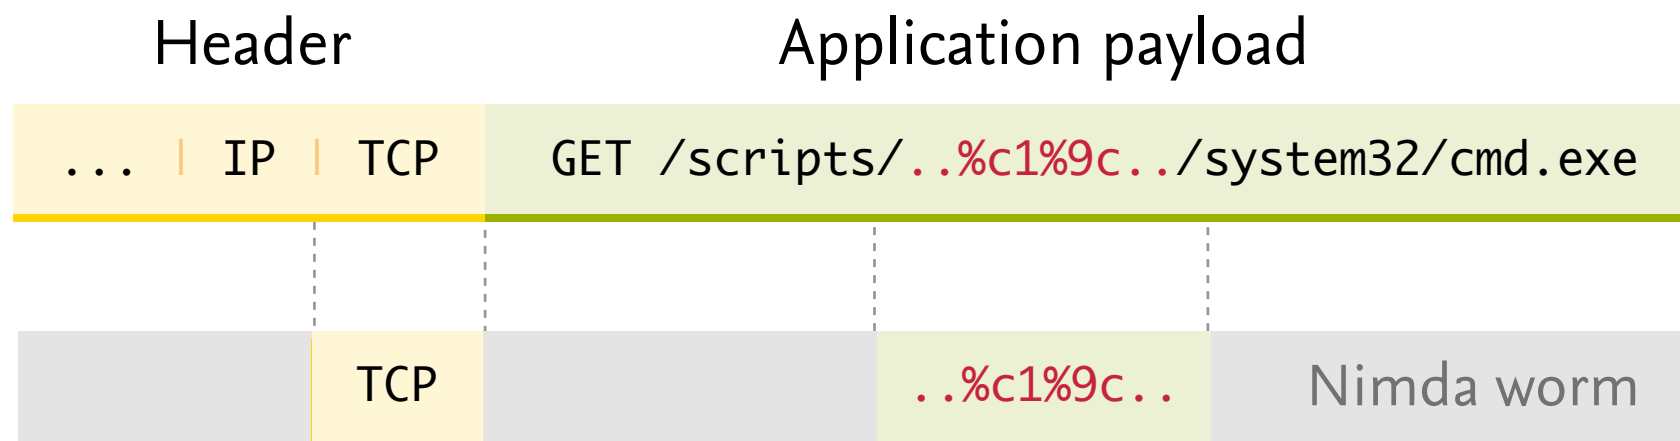 Header Application payload
... | IP | TCP GET /scripts/..%c1%9c../system32/cmd.exe
TCP ..%c1%9c.. Nimda worm